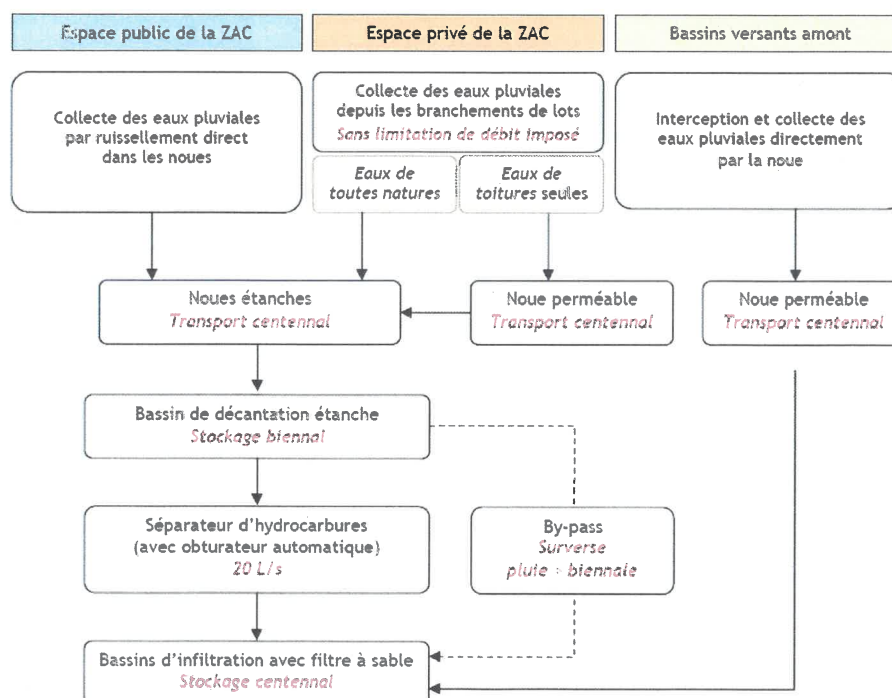 Espace public de la ZAC
Espace privé de la ZAC
Bassins versants amont
Collecte des eaux pluviales
par ruissellement direct
dans les noues
Collecte des eaux pluviales
depuis les branchements de lots
Sans limitation de débit imposé
Eaux de
toutes natures
Eaux de
toitures seules
Interception et collecte des
eaux pluviales directement
par la noue
Noues étanches
Transport centennal
Noue perméable
Transport centennal
Noue perméable
Transport centennal
Bassin de décantation étanche
Stockage biennal
Séparateur d'hydrocarbures
(avec obturateur automatique)
20 L/s
By-pass
Surverse
pluie biennale
Bassins d'infiltration avec filtre à sable
Stockage centennal